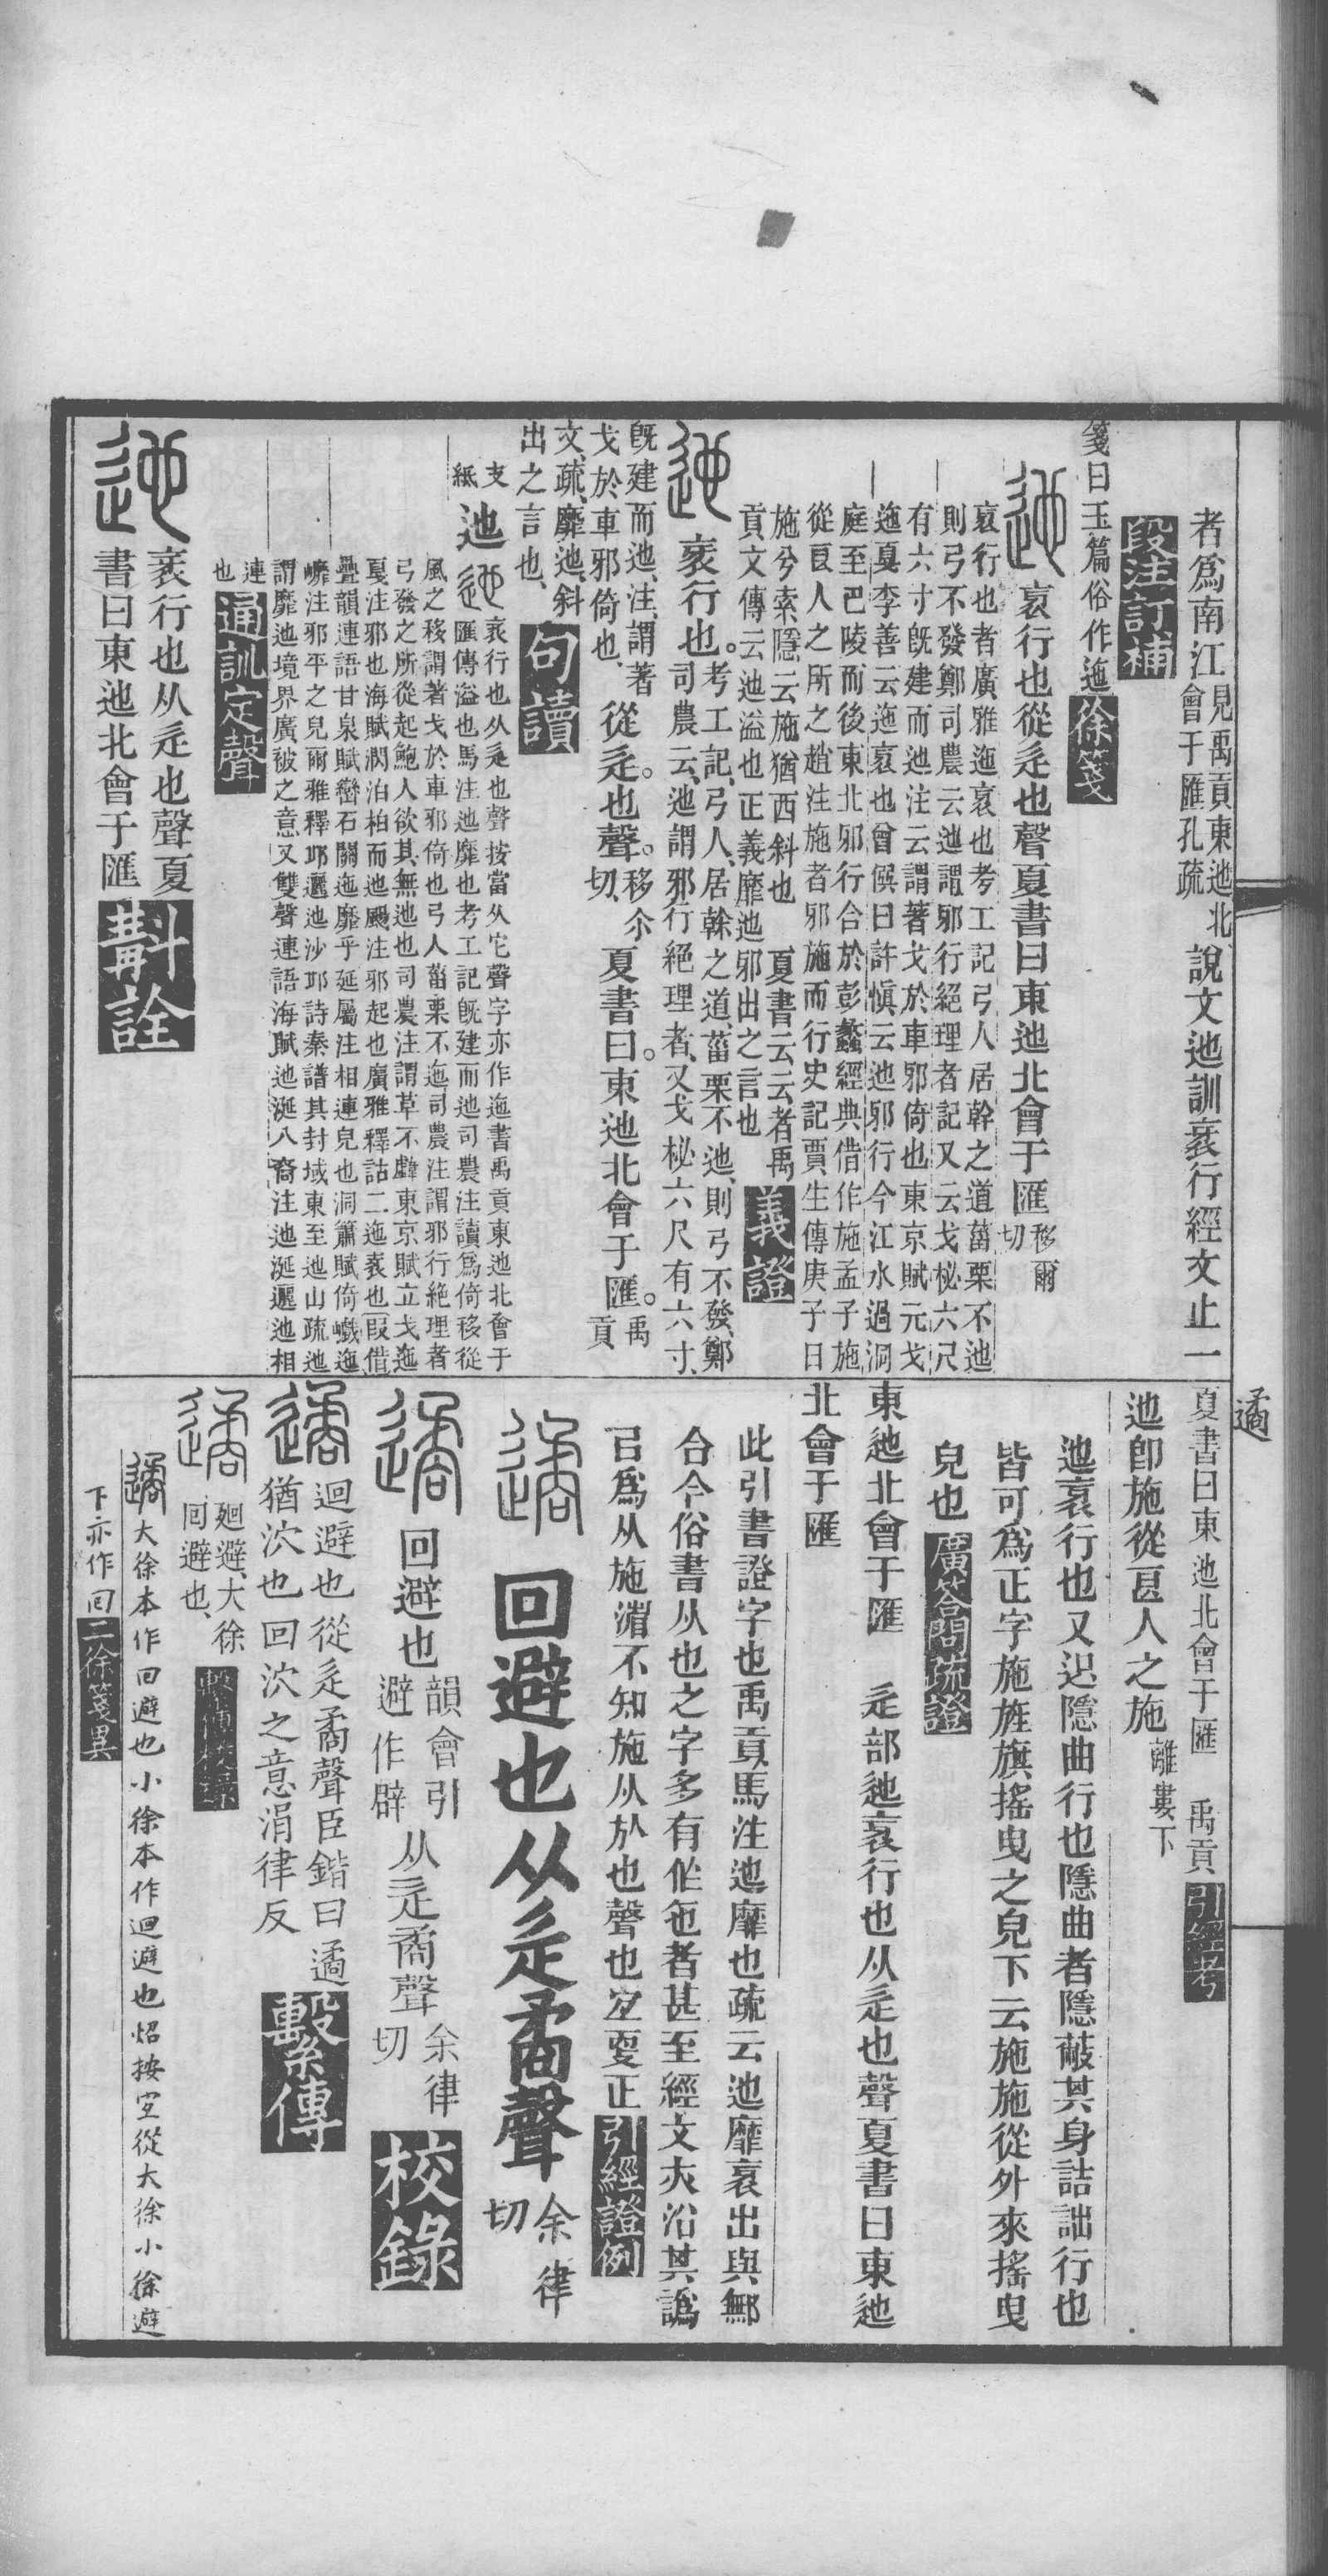 者爲南江見禹貢東迆北會于匯孔疏說文迆訓衺行經文止一
段注訂補
箋曰玉篇俗作迤徐箋
迆衺行也從辵也聲夏書曰東迆北會于匯移爾切
衺行也者廣雅迤衺也考工記弓人居幹之道菑栗不迆
則弓不發鄭司農云迆謂邪行絕理者記又云戈柲六尺
有六寸旣建而迆注云謂著戈於車邪倚也東京賦元戈
迤戛李善云迤衺也曾僎曰許愼云迆邪行今江水過洞
庭至巴陵而後東北邪行合於彭蠡經典借作施孟子施
從良人之所之趙注施者邪施而行史記賈生傳庚子日
施兮索隱云施猶西斜也 夏書云云者禹
貢文傳云迆溢也正義靡迆邪出之言也義證
迆衺行也。考工記、弓人、居榦之道、菑栗不迆、則弓不發、鄭
司農云、迆謂邪行絕理者、又戈柲六尺有六寸、
旣建而迆、注、謂著
戈於車邪倚也、從辵。也聲。移尒切、夏書曰。東迆北會于匯。禹貢
文、疏、靡迆、斜
出之言也、句讀
支紙迆衺行也从辵也聲按當从它聲字亦作迤書禹貢東迆北會于
匯傳溢也馬注迆靡也考工記旣建而迆司農注讀爲倚移從
風之移謂著戈於車邪倚也弓人菑栗不迤司農注謂邪行絕理者
弓發之所從起鮑人欲其無迆也司農注謂革不䪜東京賦立戈迤
戛注邪也海賦潤泊柏而迆颺注邪起也廣雅釋詁二迤衺也叚借
疊韻連語甘泉賦巒石關迤靡乎延屬注相連皃也洞簫賦倚巇迤
㠥注邪平之皃爾雅釋邱邐迆沙邱詩秦譜其封域東至迆山疏迆
謂靡迆境界廣被之意又雙聲連語海賦迆涎八裔注迆涎邐迆相
連也通訓定聲
迆衺行也从辵也聲夏
書曰東迆北會于匯斠詮
遹
夏書曰東迆北會于匯 禹貢引經考
迆卽施從良人之施離婁下
迆衺行也又迟隱曲行也隱曲者隱蔽其身詰詘行也
皆可爲正字施旌旗搖曳之皃下云施施從外來搖曳
皃也廣答問疏證
東迆北會于匯 辵部迆衺行也从辵也聲夏書曰東迆
北會于匯
此引書證字也禹貢馬注迆靡也疏云迆靡衺出與鄦
合今俗書从也之字多有作㐌者甚至經文亦沿其譌
㠯爲从施渻不知施从㫃也聲也宐亟正引經證例
遹回避也从辵矞聲余律切
遹回避也韻會引避作辟从辵矞聲余律切校錄
遹迴避也從辵矞聲臣鍇曰遹
猶泬也回泬之意涓律反繫傳
遹廻避、大徐
回避也、繫傳校錄
遹大徐本作回避也小徐本作迴避也炤按宜從大徐小徐避
下亦作回二徐箋異